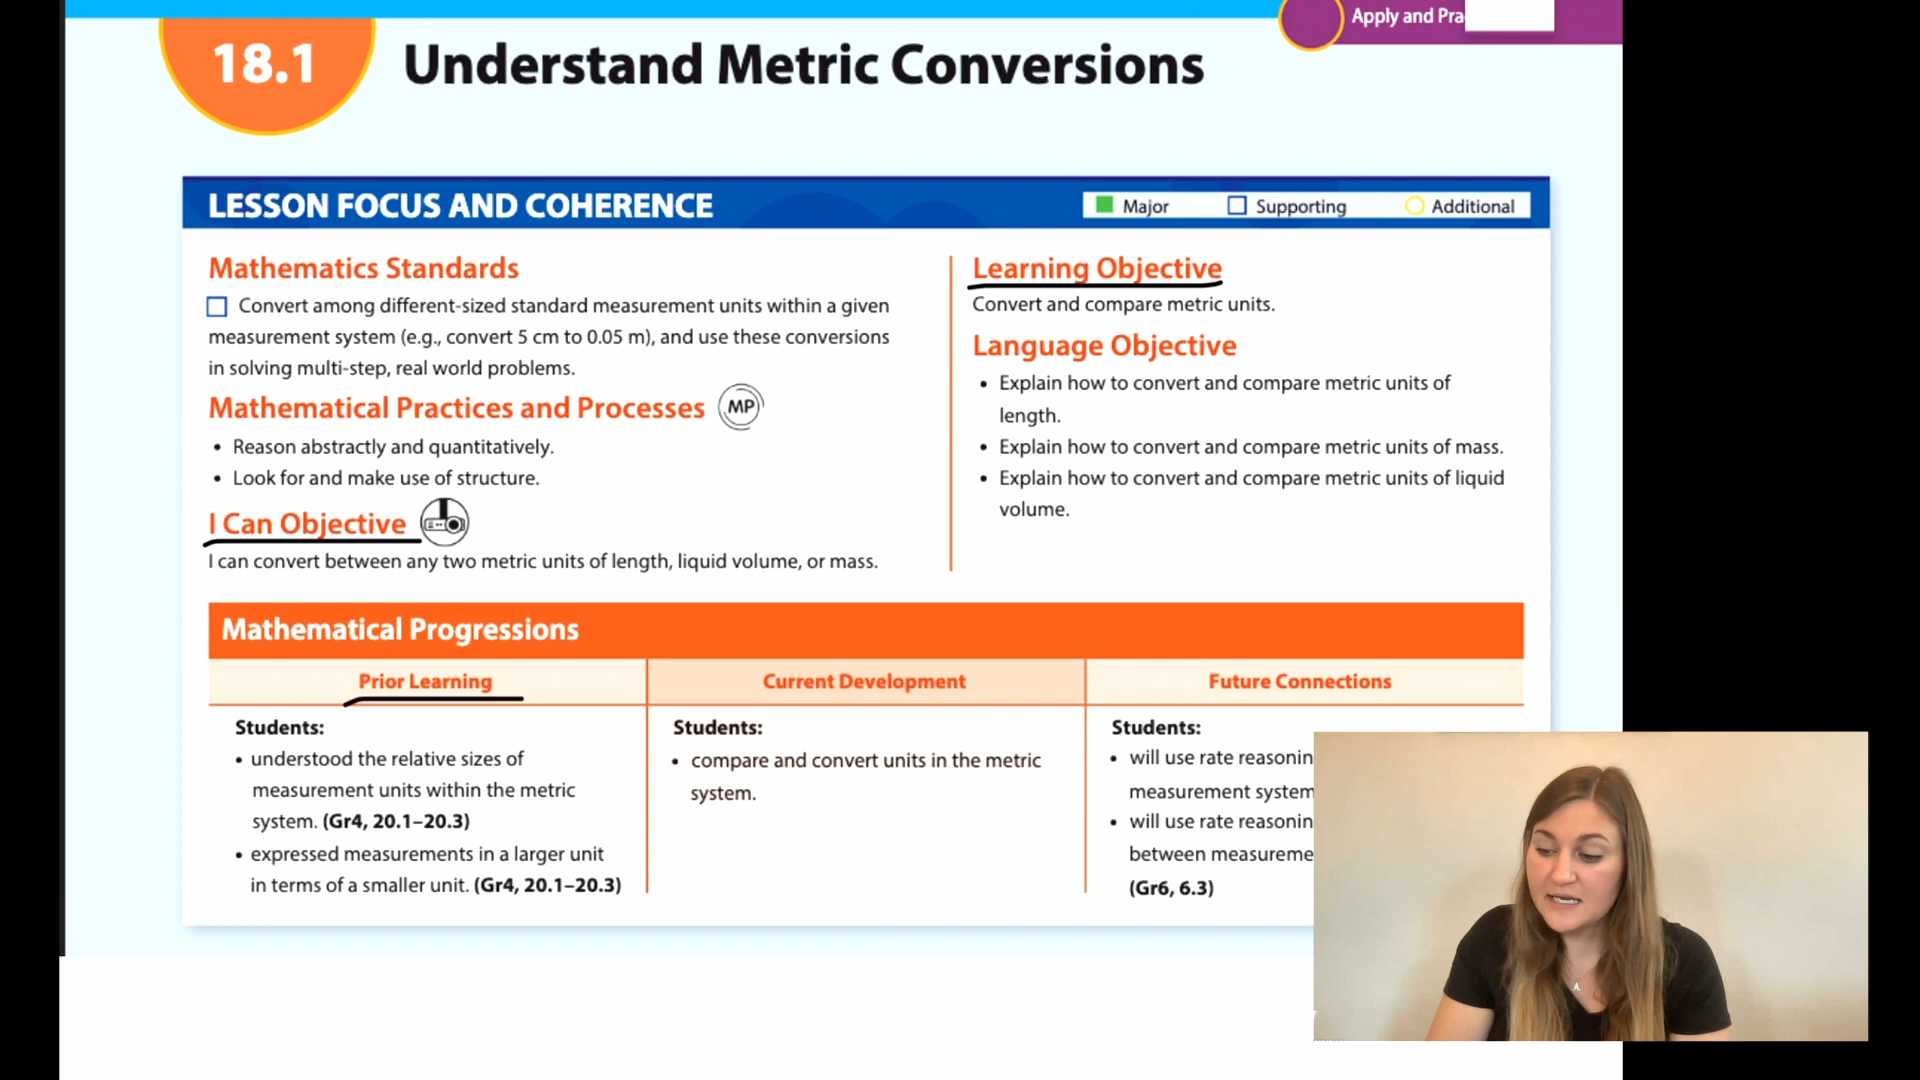 Apply and Pra
18.1
Understand Metric Conversions
LESSON FOCUS AND COHERENCE
Major
Supporting
Additional
Mathematics Standards
Convert among different-sized standard measurement units within a given
measurement system (e.g., convert 5 cm to 0.05 m), and use these conversions
in solving multi-step, real world problems.
Mathematical Practices and Processes
MP
• Reason abstractly and quantitatively.
• Look for and make use of structure.
I Can Objective
I can convert between any two metric units of length, liquid volume, or mass.
Learning Objective
Convert and compare metric units.
Language Objective
• Explain how to convert and compare metric units of
length.
• Explain how to convert and compare metric units of mass.
• Explain how to convert and compare metric units of liquid
volume.
Mathematical Progressions
Prior Learning
Students:
• understood the relative sizes of
measurement units within the metric
system. (Gr4, 20.1–20.3)
• expressed measurements in a larger unit
in terms of a smaller unit. (Gr4, 20.1–20.3)
Current Development
Students:
• compare and convert units in the metric
system.
Future Connections
Students:
• will use rate reasonin
measurement system
• will use rate reasonin
between measureme
(Gr6, 6.3)